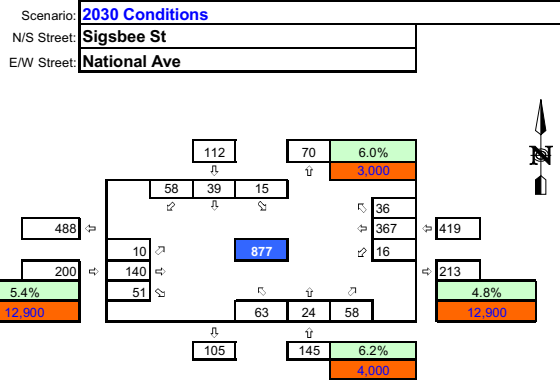 Scenario: 2030 Conditions
N/S Street: Sigsbee St
E/W Street: National Ave
N
112 70 6.0%
3,000
58 39 15
36
488 367 419
10 877 16
200 140 213
5.4% 51 4.8%
12,900 63 24 58 12,900
105 145 6.2%
4,000